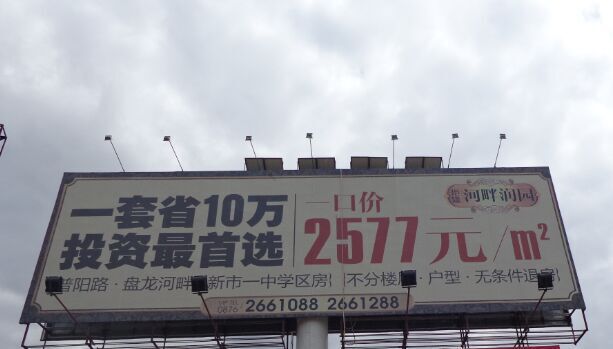 一套省10万
投资最首选
一口价
2577元/m²
河畔润园
普阳路·盘龙河畔 新市一中学区房 不分楼 ·户型·无条件退房
0876- 2661088 2661288